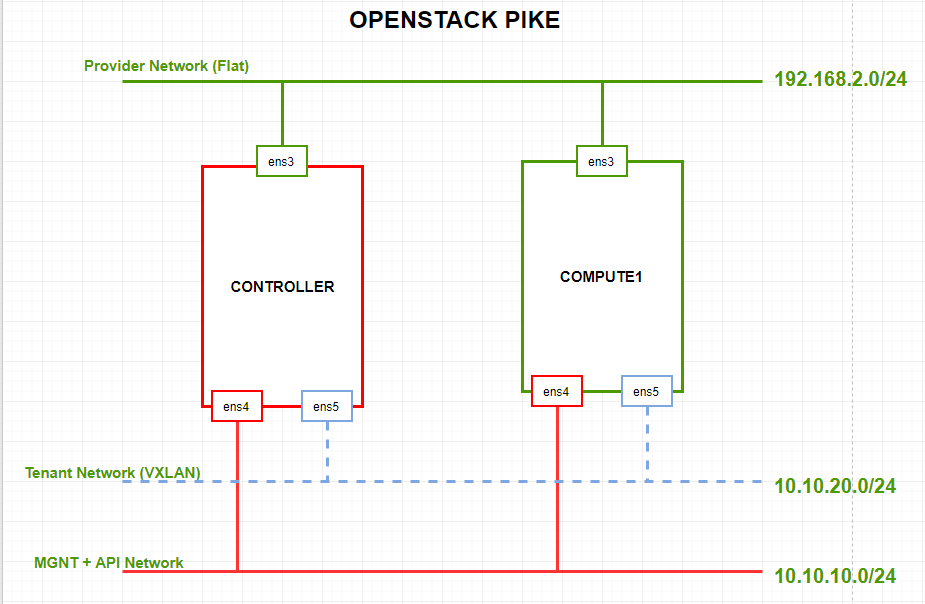 OPENSTACK PIKE
Provider Network (Flat)
192.168.2.0/24
ens3
ens3
CONTROLLER
COMPUTE1
ens4
ens5
ens4
ens5
Tenant Network (VXLAN)
10.10.20.0/24
MGNT + API Network
10.10.10.0/24